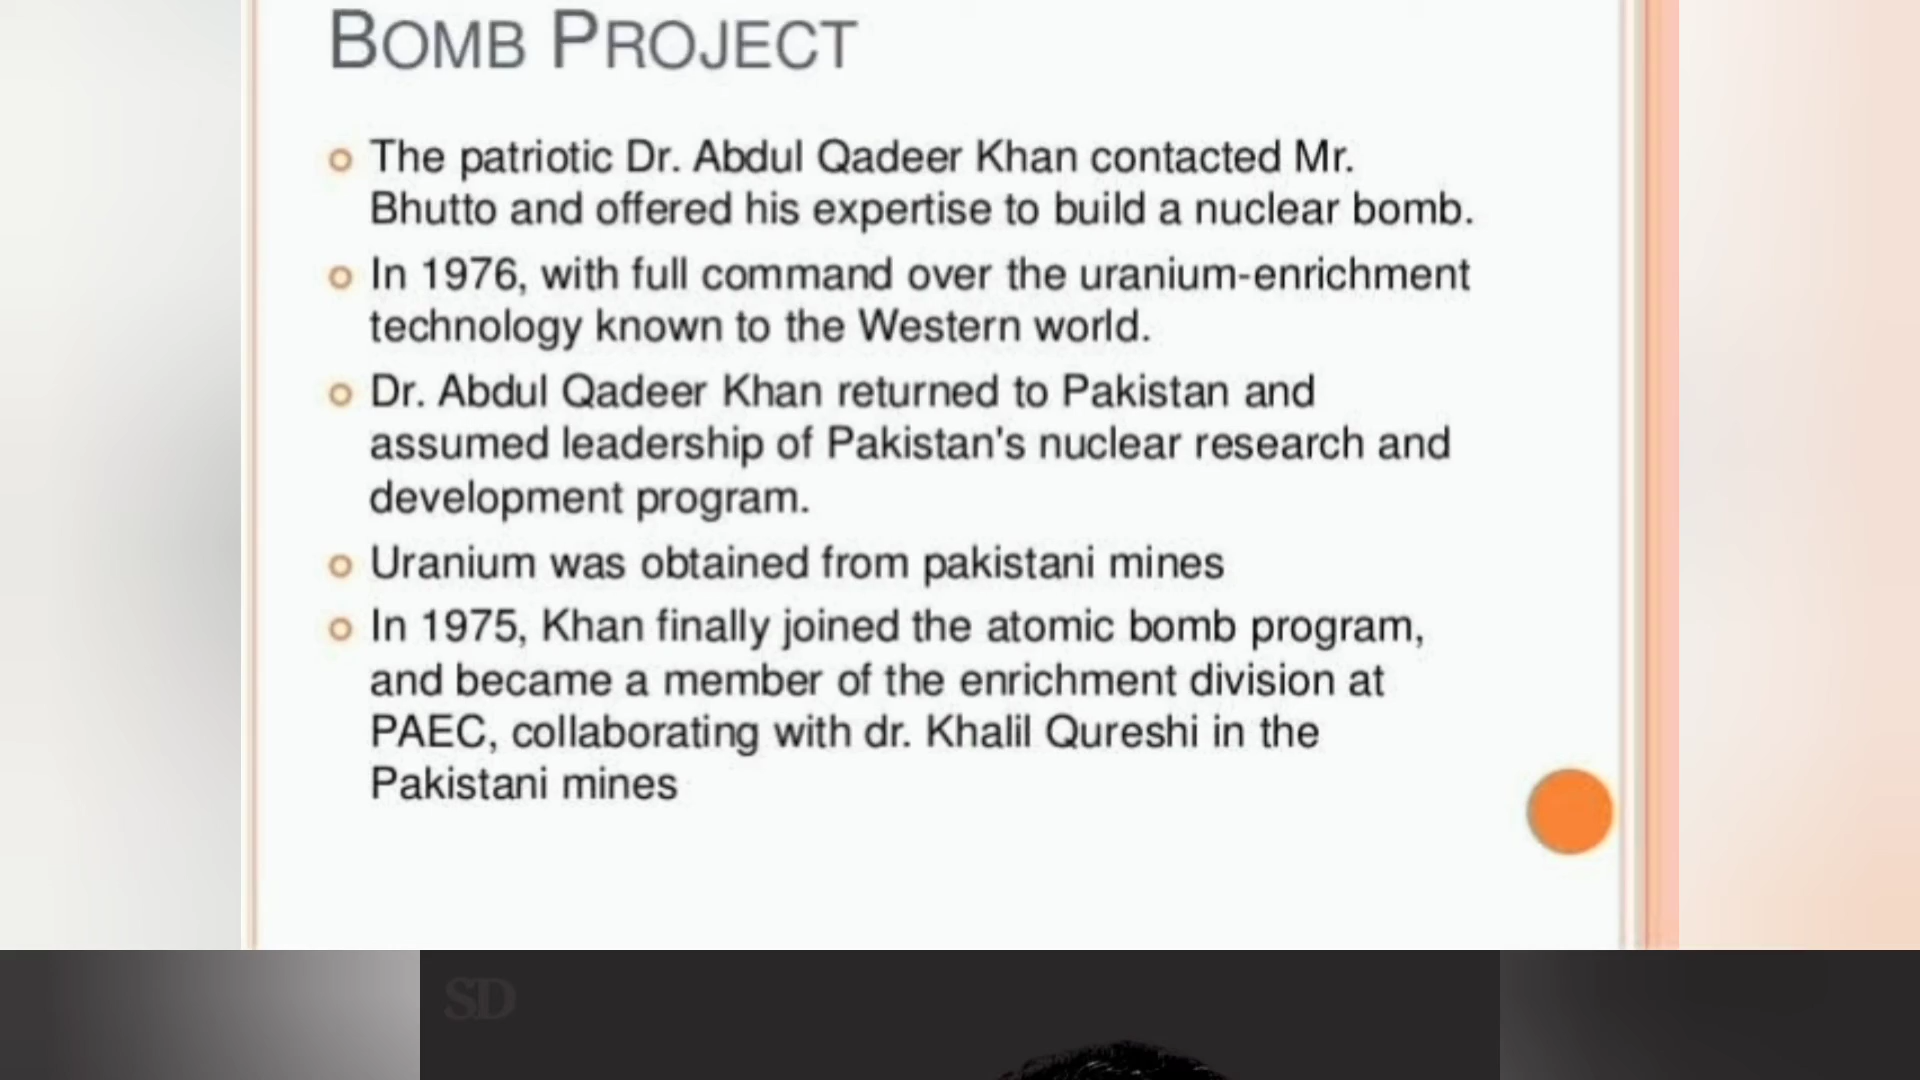 BOMB PROJECT
The patriotic Dr. Abdul Qadeer Khan contacted Mr.
Bhutto and offered his expertise to build a nuclear bomb.
In 1976, with full command over the uranium-enrichment
technology known to the Western world.
Dr. Abdul Qadeer Khan returned to Pakistan and
assumed leadership of Pakistan's nuclear research and
development program.
Uranium was obtained from pakistani mines
In 1975, Khan finally joined the atomic bomb program,
and became a member of the enrichment division at
PAEC, collaborating with dr. Khalil Qureshi in the
Pakistani mines
SD